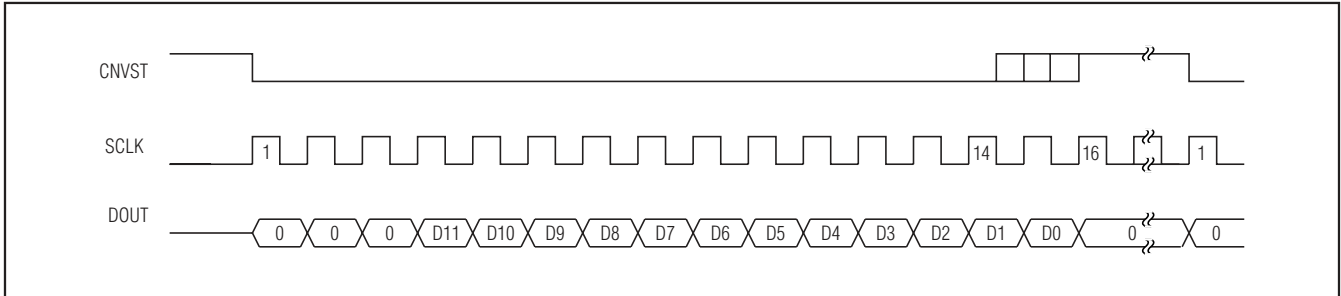 CNVST
SCLK 1 14 16 1
DOUT 0 0 0 D11 D10 D9 D8 D7 D6 D5 D4 D3 D2 D1 D0 0 0